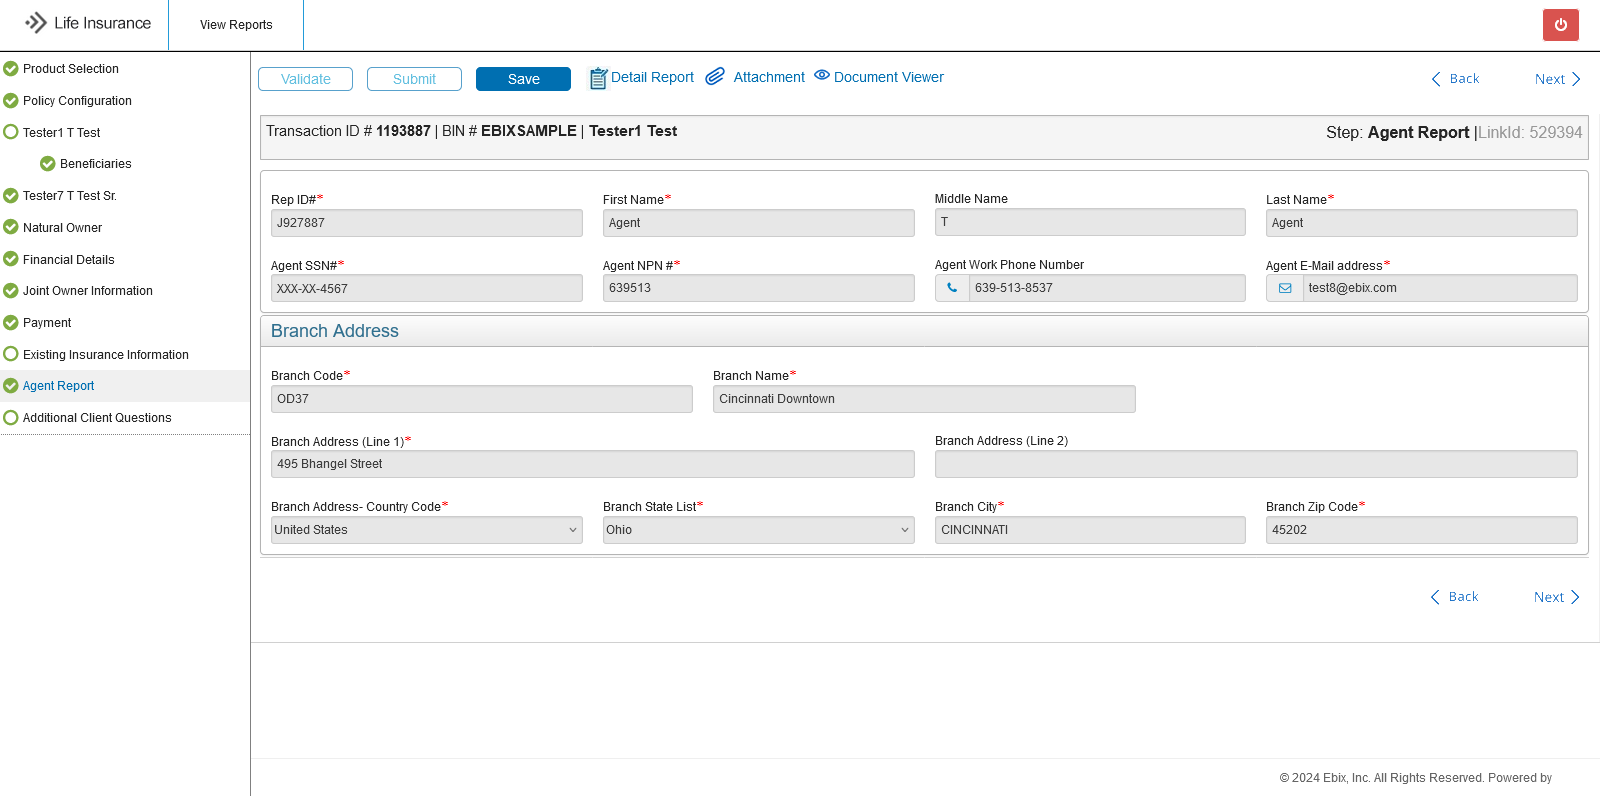 Life Insurance
View Reports
Product Selection
Policy Configuration
Tester1 T Test
Beneficiaries
Tester7 T Test Sr.
Natural Owner
Financial Details
Joint Owner Information
Payment
Existing Insurance Information
Agent Report
Additional Client Questions
Validate Submit Save Detail Report Attachment Document Viewer Back Next
Transaction ID # 1193887 | BIN # EBIXSAMPLE | Tester1 Test Step: Agent Report |LinkId: 529394
Rep ID#* First Name* Middle Name Last Name*
J927887 Agent T Agent
Agent SSN#* Agent NPN #* Agent Work Phone Number Agent E-Mail address*
XXX-XX-4567 639513 639-513-8537 test8@ebix.com
Branch Address
Branch Code* Branch Name*
OD37 Cincinnati Downtown
Branch Address (Line 1)* Branch Address (Line 2)
495 Bhangel Street
Branch Address- Country Code* Branch State List* Branch City* Branch Zip Code*
United States Ohio CINCINNATI 45202
Back Next
© 2024 Ebix, Inc. All Rights Reserved. Powered by